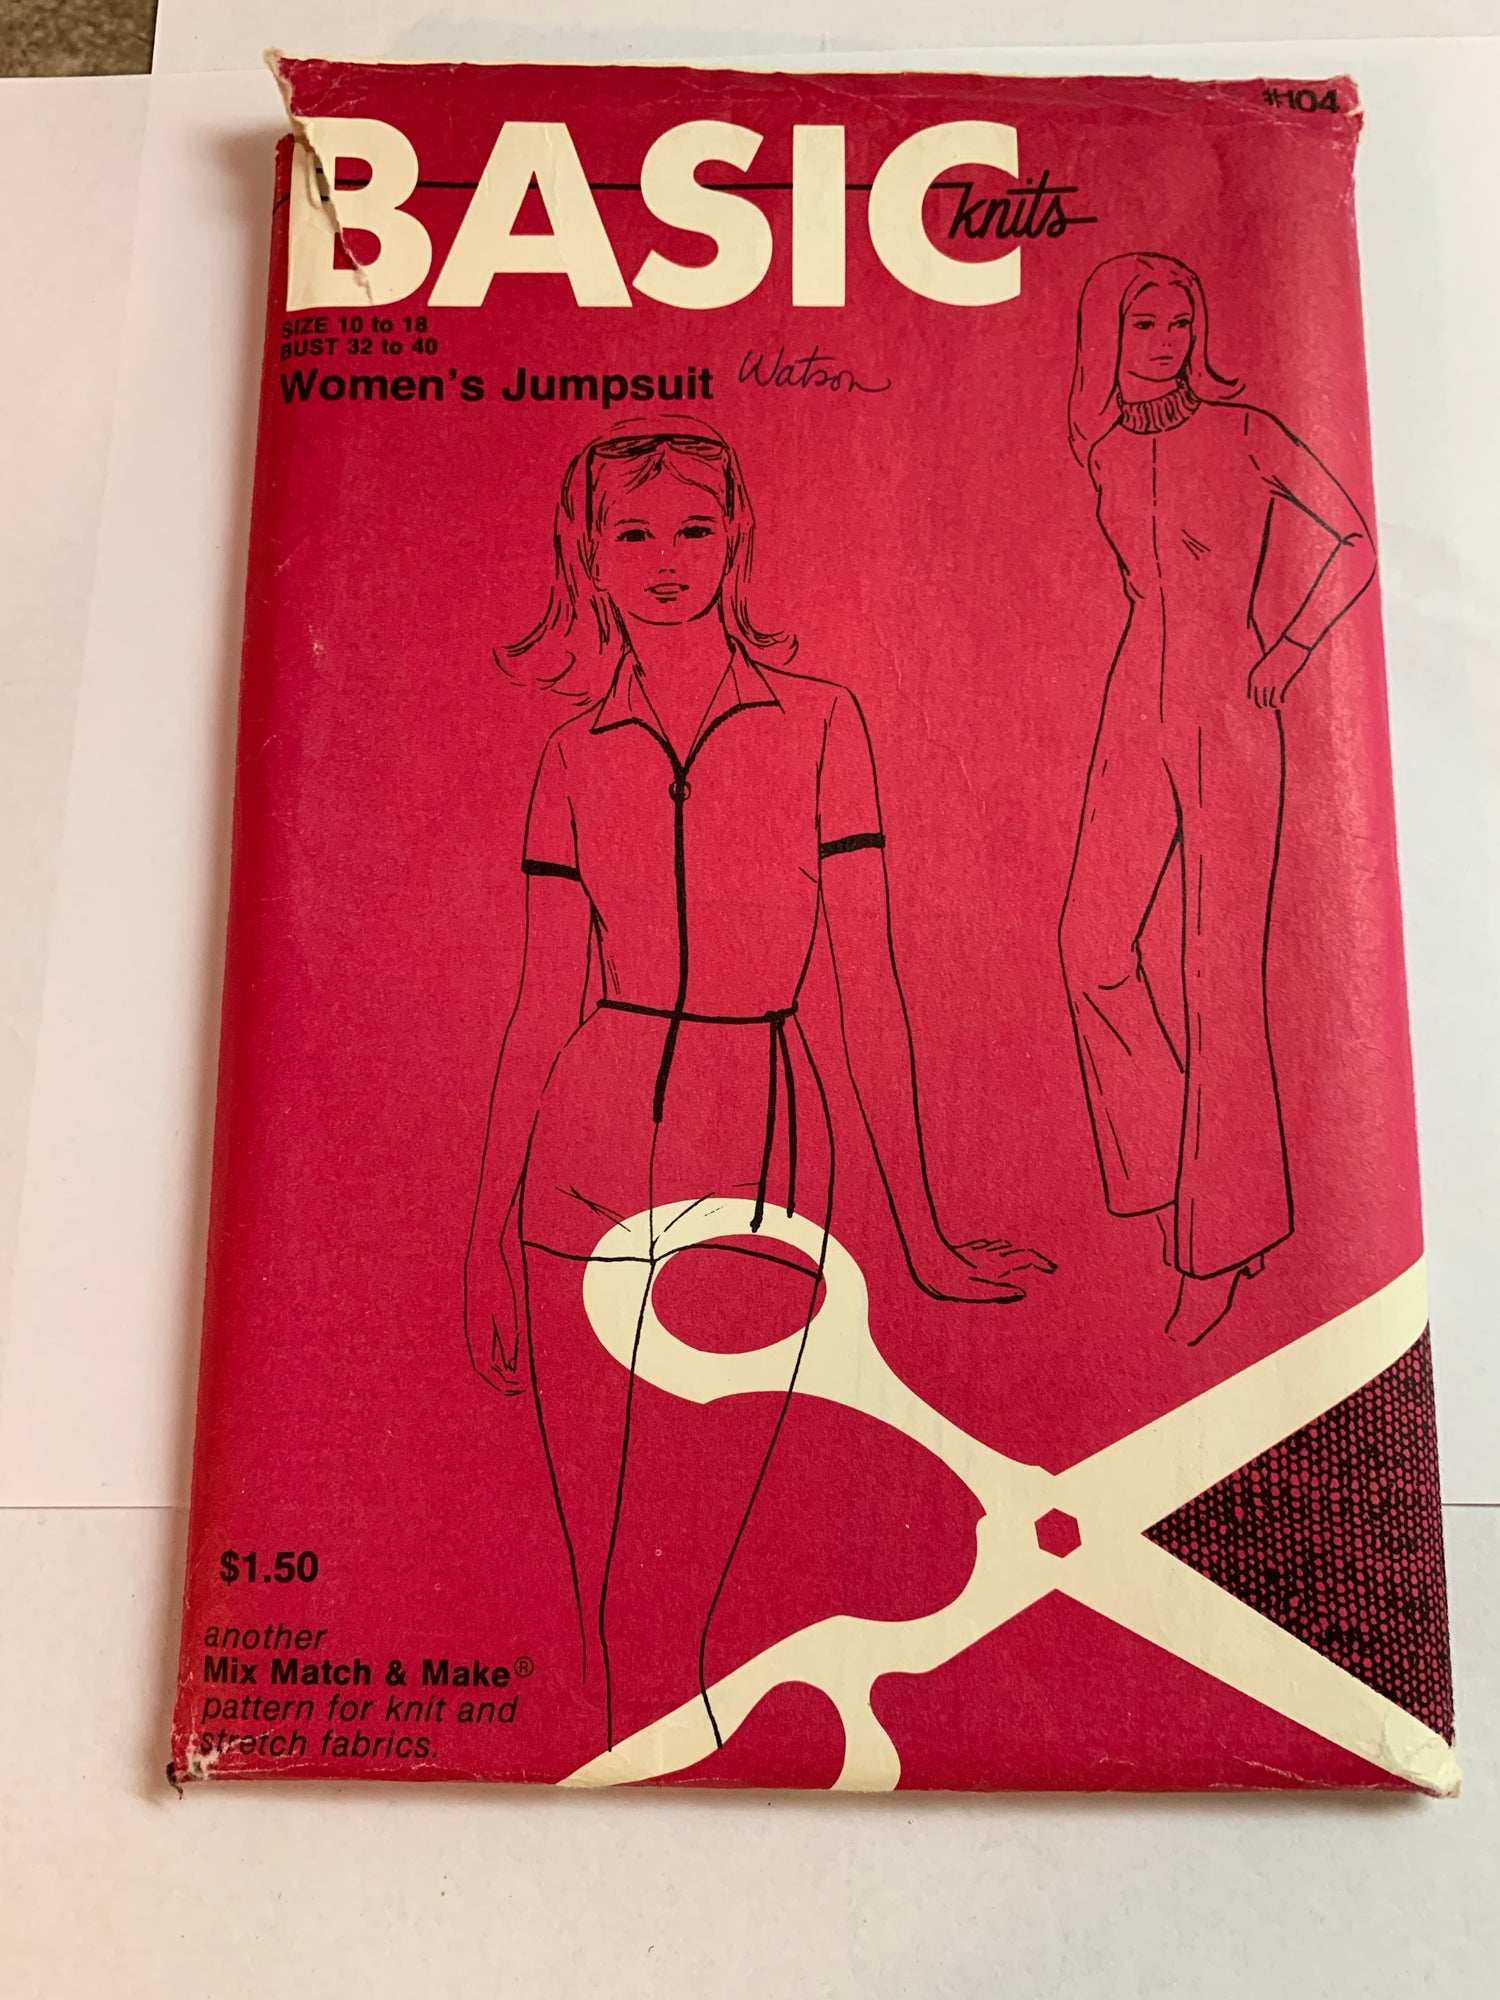 #104
BASIC knits
SIZE 10 to 18
BUST 32 to 40
Women's Jumpsuit Watson
$1.50
another
Mix Match & Make®
pattern for knit and
stretch fabrics.